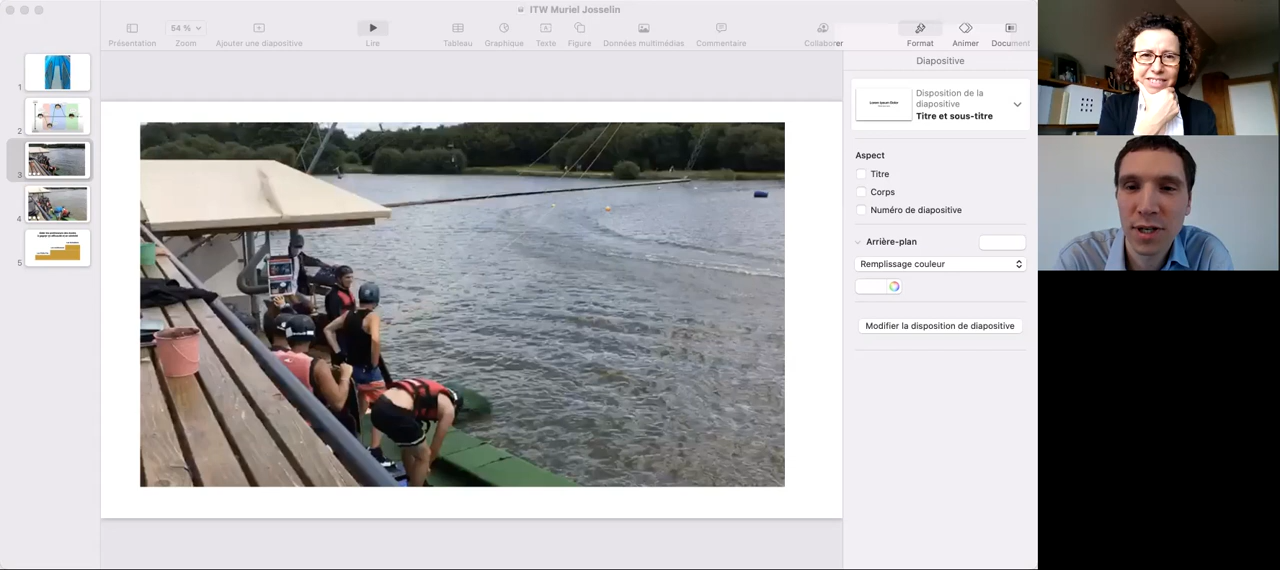 ITW Muriel Josselin
54 %
Présentation
Zoom
Ajouter une diapositive
Lire
Tableau
Graphique
Texte
Figure
Données multimédias
Commentaire
Collaborer
Format
Animer
Document
1
2
3
4
5
Diapositive
Disposition de la
diapositive
Titre et sous-titre
Aspect
Titre
Corps
Numéro de diapositive
Arrière-plan
Remplissage couleur
Modifier la disposition de diapositive